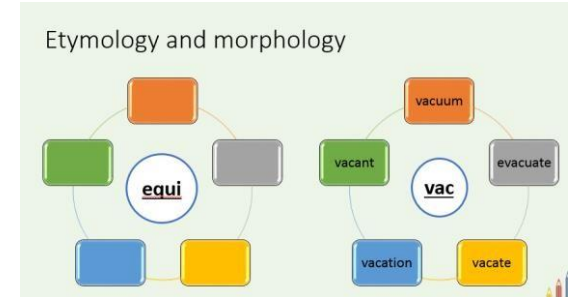 Etymology and morphology
equi
vacuum
vacant
evacuate
vac
vacation
vacate